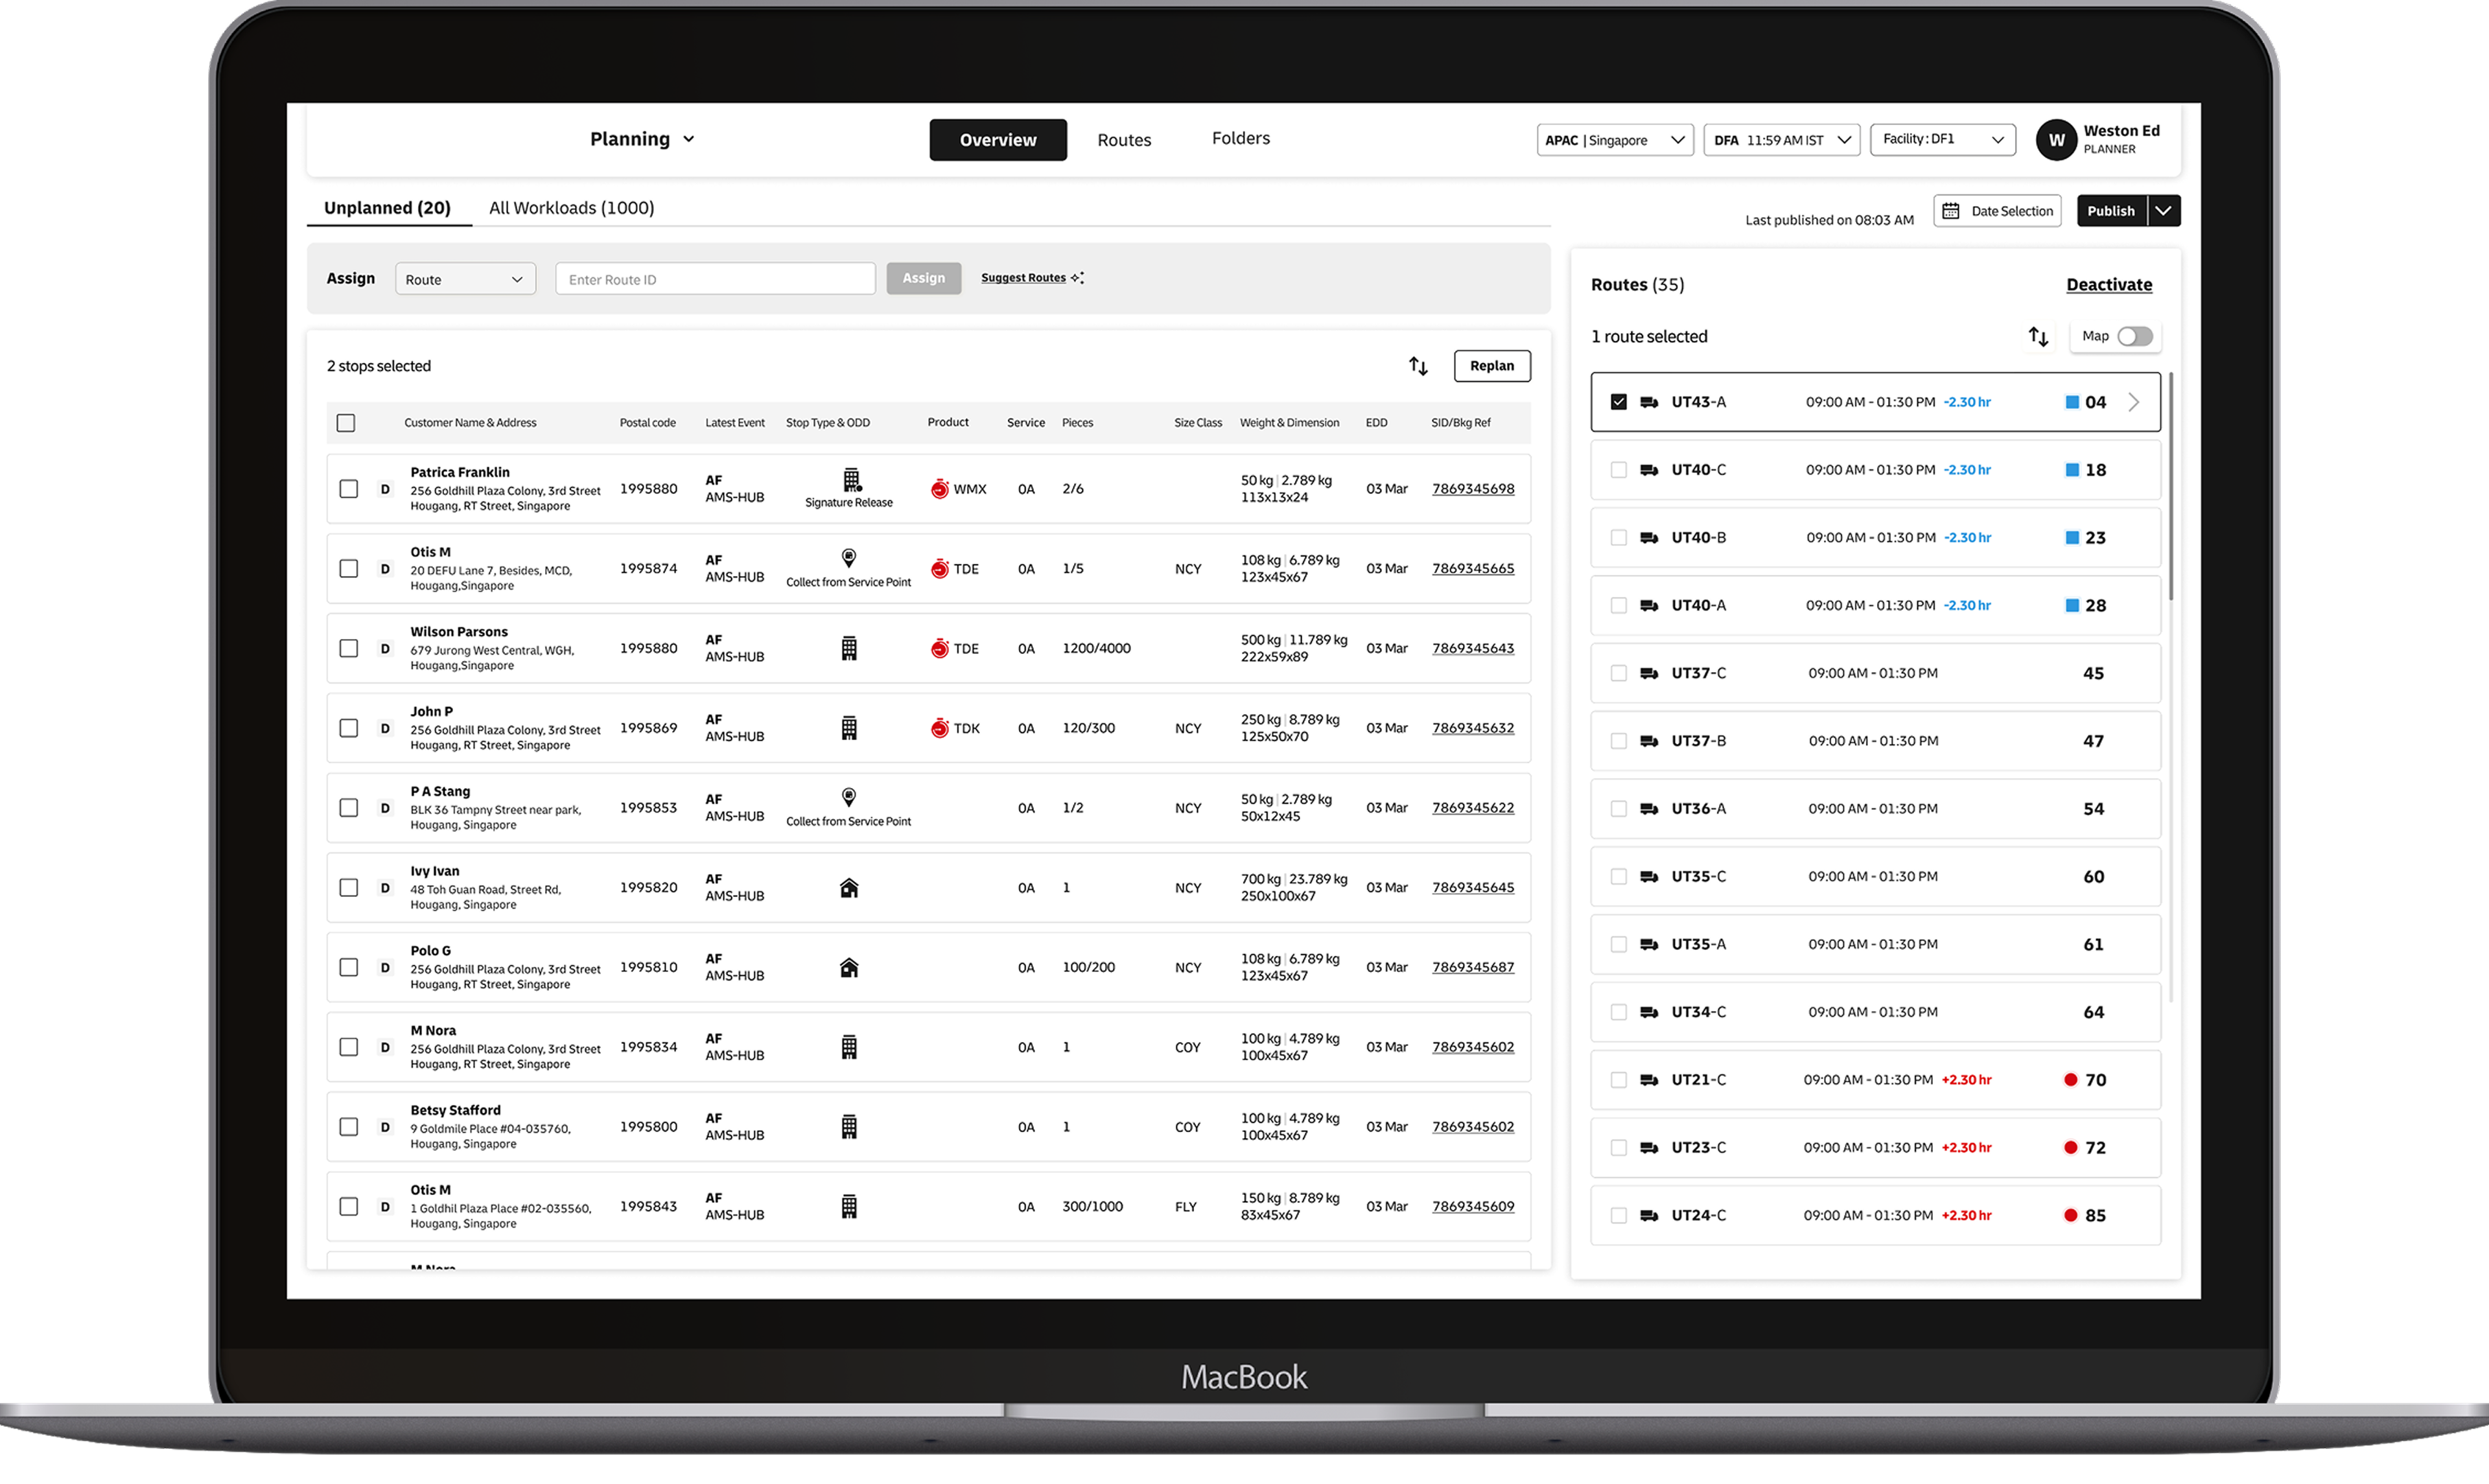 Planning
Overview
Routes
Folders
APAC | Singapore
DFA 11:59 AM IST
Facility : DF1
W
Weston Ed
PLANNER
Unplanned (20)
All Workloads (1000)
Last published on 08:03 AM
Date Selection
Publish
Assign
Route
Enter Route ID
Assign
Suggest Routes
2 stops selected
Replan
Customer Name & Address
Postal code
Latest Event
Stop Type & ODD
Product
Service
Pieces
Size Class
Weight & Dimension
EDD
SID/Bkg Ref
D
Patrica Franklin
256 Goldhill Plaza Colony, 3rd Street
Hougang, RT Street, Singapore
1995880
AF
AMS-HUB
Signature Release
WMX
0A
2/6
50 kg | 2.789 kg
113x13x24
03 Mar
7869345698
D
Otis M
20 DEFU Lane 7, Besides, MCD,
Hougang,Singapore
1995874
AF
AMS-HUB
Collect from Service Point
TDE
0A
1/5
NCY
108 kg | 6.789 kg
123x45x67
03 Mar
7869345665
D
Wilson Parsons
679 Jurong West Central, WGH,
Hougang,Singapore
1995880
AF
AMS-HUB
TDE
0A
1200/4000
500 kg | 11.789 kg
222x59x89
03 Mar
7869345643
D
John P
256 Goldhill Plaza Colony, 3rd Street
Hougang, RT Street, Singapore
1995869
AF
AMS-HUB
TDK
0A
120/300
NCY
250 kg | 8.789 kg
125x50x70
03 Mar
7869345632
D
P A Stang
BLK 36 Tampny Street near park,
Hougang, Singapore
1995853
AF
AMS-HUB
Collect from Service Point
0A
1/2
NCY
50 kg | 2.789 kg
50x12x45
03 Mar
7869345622
D
Ivy Ivan
48 Toh Guan Road, Street Rd,
Hougang, Singapore
1995820
AF
AMS-HUB
0A
1
NCY
700 kg | 23.789 kg
250x100x67
03 Mar
7869345645
D
Polo G
256 Goldhill Plaza Colony, 3rd Street
Hougang, RT Street, Singapore
1995810
AF
AMS-HUB
0A
100/200
NCY
108 kg | 6.789 kg
123x45x67
03 Mar
7869345687
D
M Nora
256 Goldhill Plaza Colony, 3rd Street
Hougang, RT Street, Singapore
1995834
AF
AMS-HUB
0A
1
COY
100 kg | 4.789 kg
100x45x67
03 Mar
7869345602
D
Betsy Stafford
9 Goldmile Place #04-035760,
Hougang, Singapore
1995800
AF
AMS-HUB
0A
1
COY
100 kg | 4.789 kg
100x45x67
03 Mar
7869345602
D
Otis M
1 Goldhil Plaza Place #02-035560,
Hougang, Singapore
1995843
AF
AMS-HUB
0A
300/1000
FLY
150 kg | 8.789 kg
83x45x67
03 Mar
7869345609
M Nora
Routes (35)
Deactivate
1 route selected
Map
UT43-A 09:00 AM - 01:30 PM -2.30 hr 04
UT40-C 09:00 AM - 01:30 PM -2.30 hr 18
UT40-B 09:00 AM - 01:30 PM -2.30 hr 23
UT40-A 09:00 AM - 01:30 PM -2.30 hr 28
UT37-C 09:00 AM - 01:30 PM 45
UT37-B 09:00 AM - 01:30 PM 47
UT36-A 09:00 AM - 01:30 PM 54
UT35-C 09:00 AM - 01:30 PM 60
UT35-A 09:00 AM - 01:30 PM 61
UT34-C 09:00 AM - 01:30 PM 64
UT21-C 09:00 AM - 01:30 PM +2.30 hr 70
UT23-C 09:00 AM - 01:30 PM +2.30 hr 72
UT24-C 09:00 AM - 01:30 PM +2.30 hr 85
MacBook